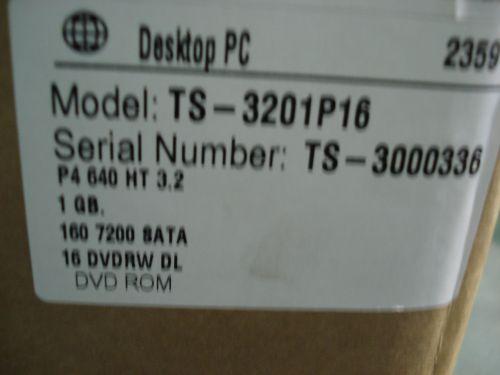 Desktop PC 2359
Model: TS-3201P16
Serial Number: TS-3000336
P4 640 HT 3.2
1 GB.
160 7200 SATA
16 DVDRW DL
DVD ROM